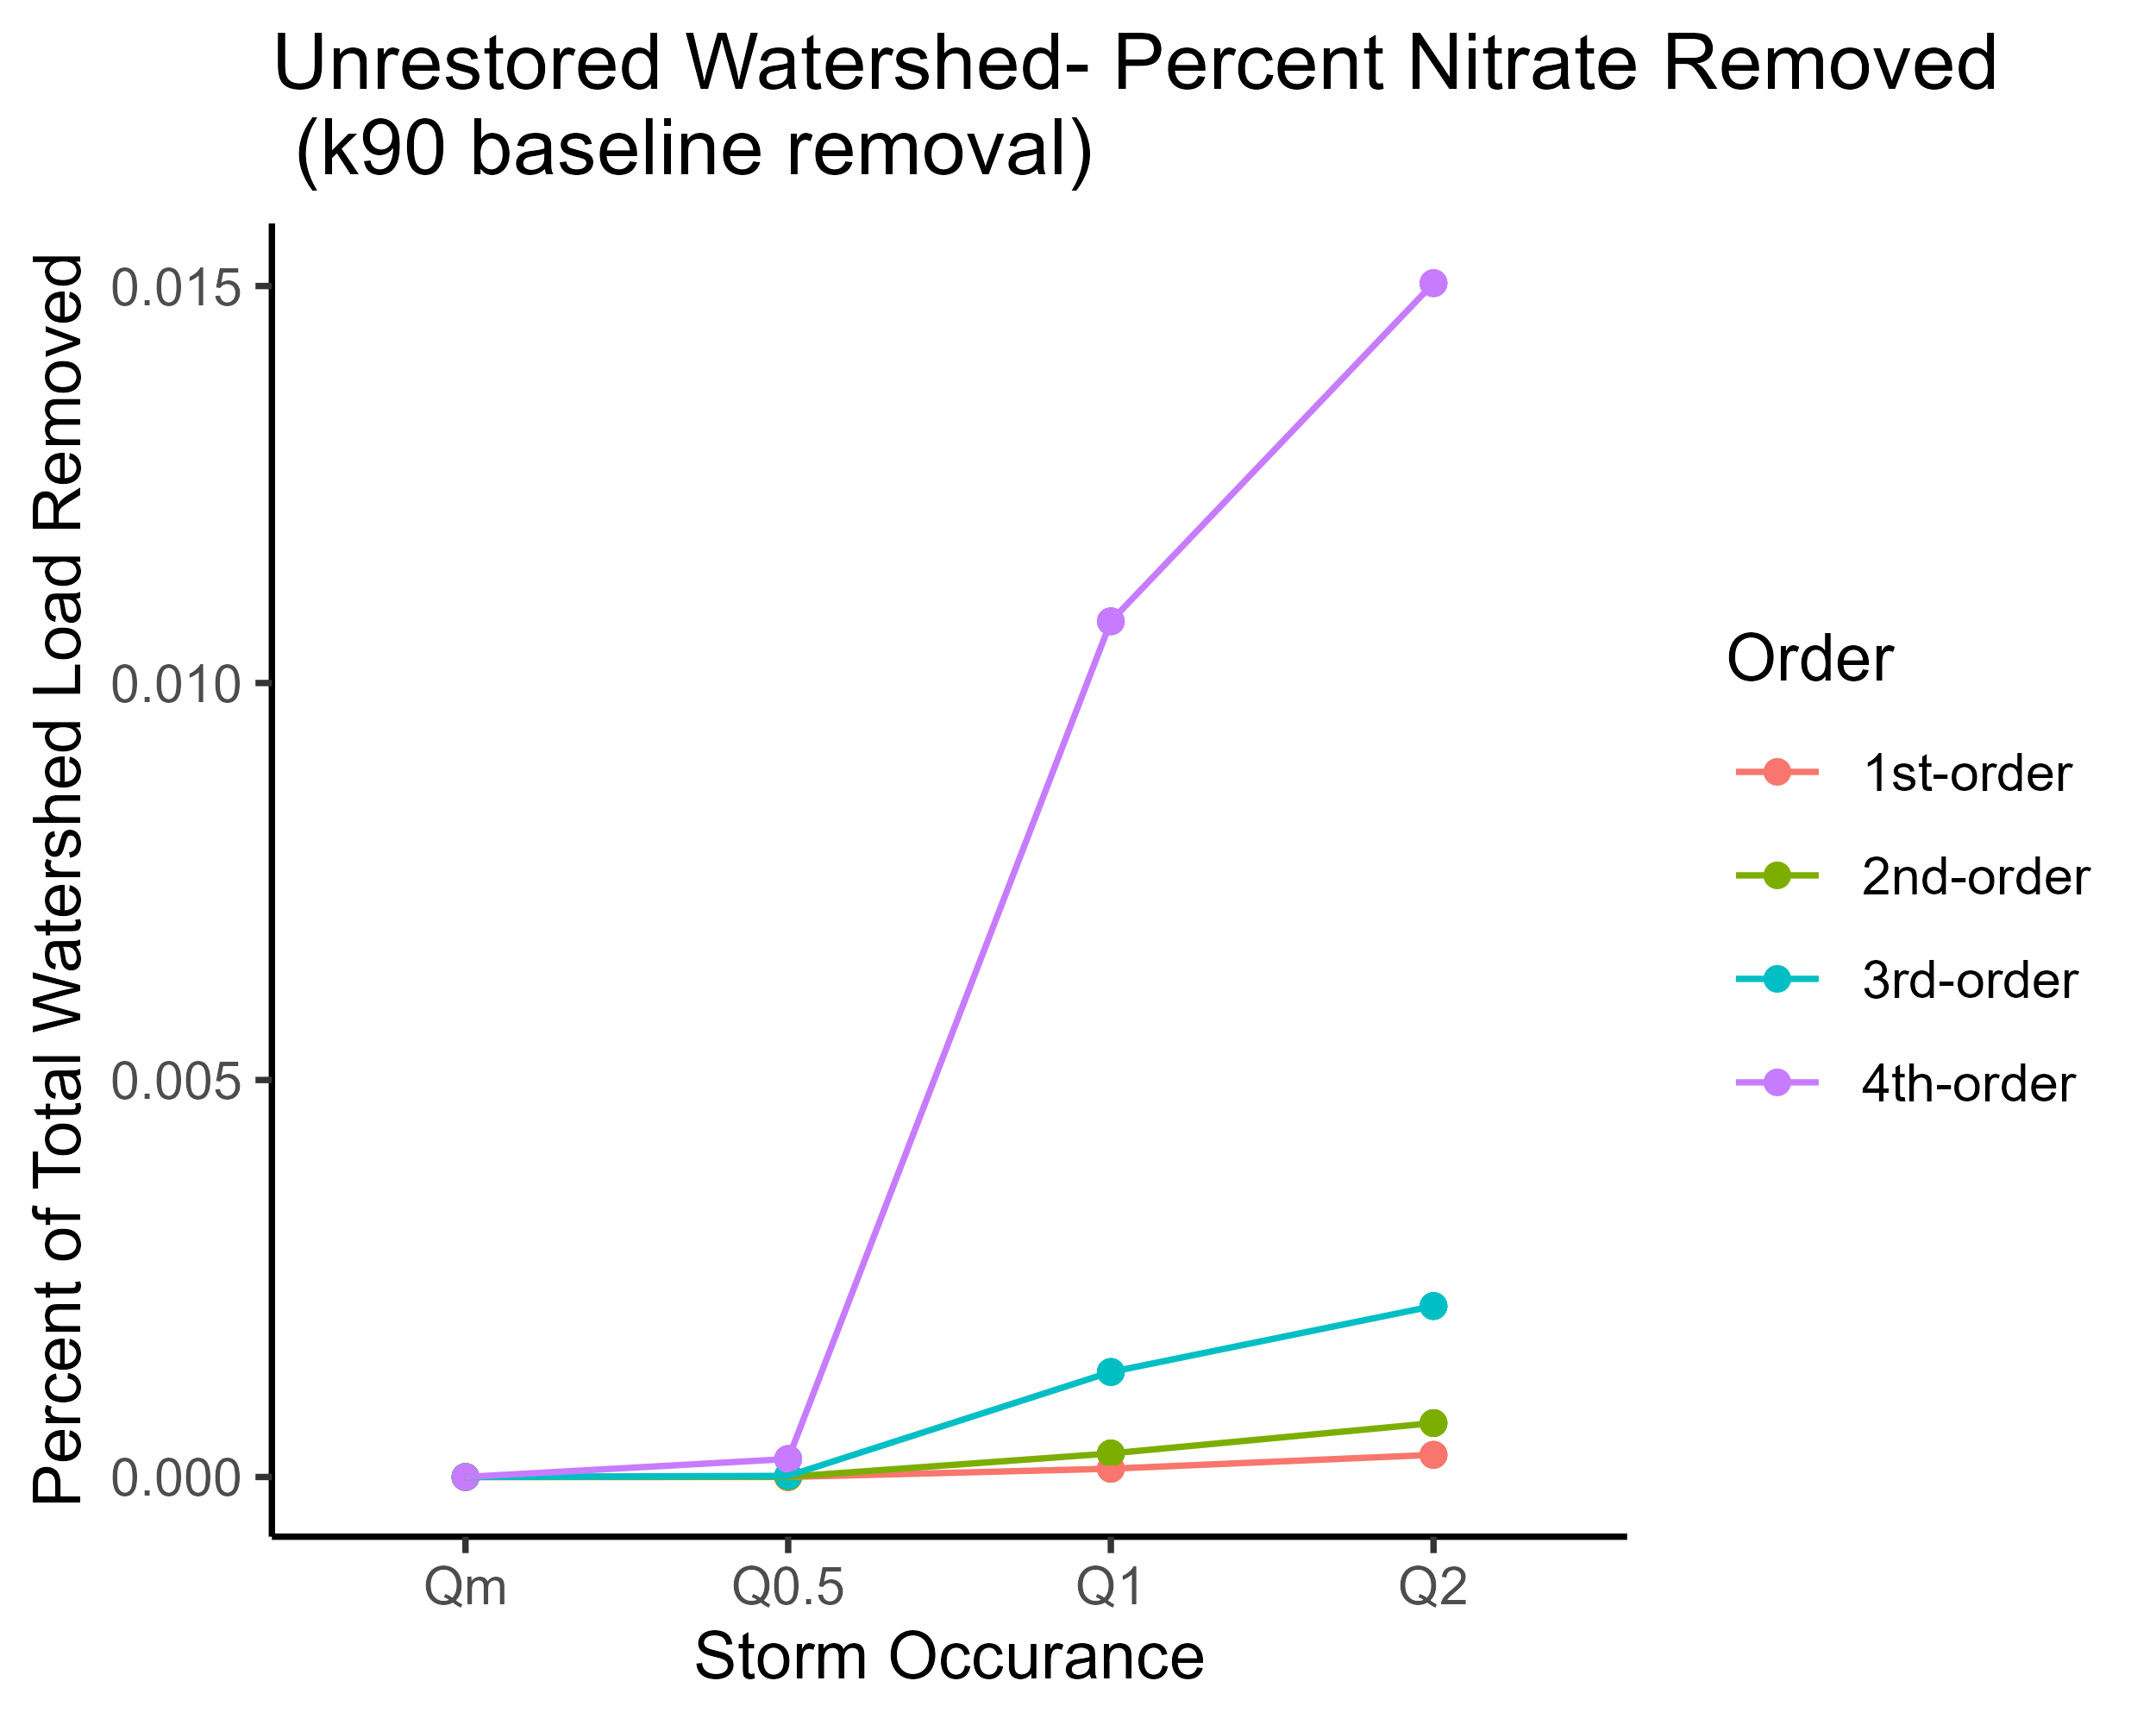 Unrestored Watershed- Percent Nitrate Removed
(k90 baseline removal)
Percent of Total Watershed Load Removed
0.015
0.010
0.005
0.000
Qm
Q0.5
Q1
Q2
Storm Occurance
Order
1st-order
2nd-order
3rd-order
4th-order